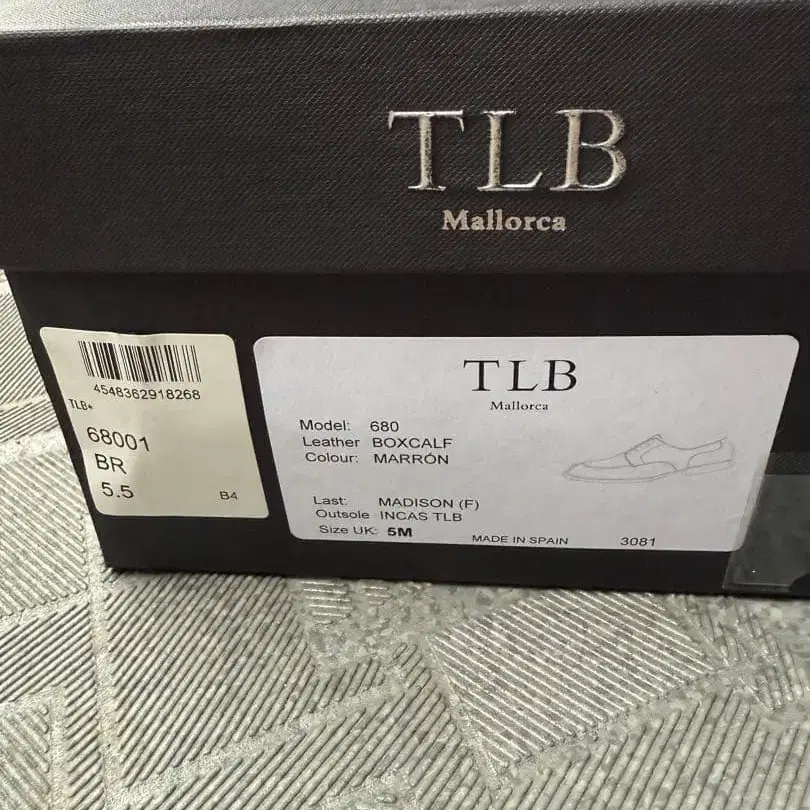 TLB
Mallorca
4548362918268
TLB+
68001
BR
5.5
B4
TLB
Mallorca
Model: 680
Leather BOXCALF
Colour: MARRÓN
Last: MADISON (F)
Outsole INCAS TLB
Size UK: 5M
MADE IN SPAIN 3081